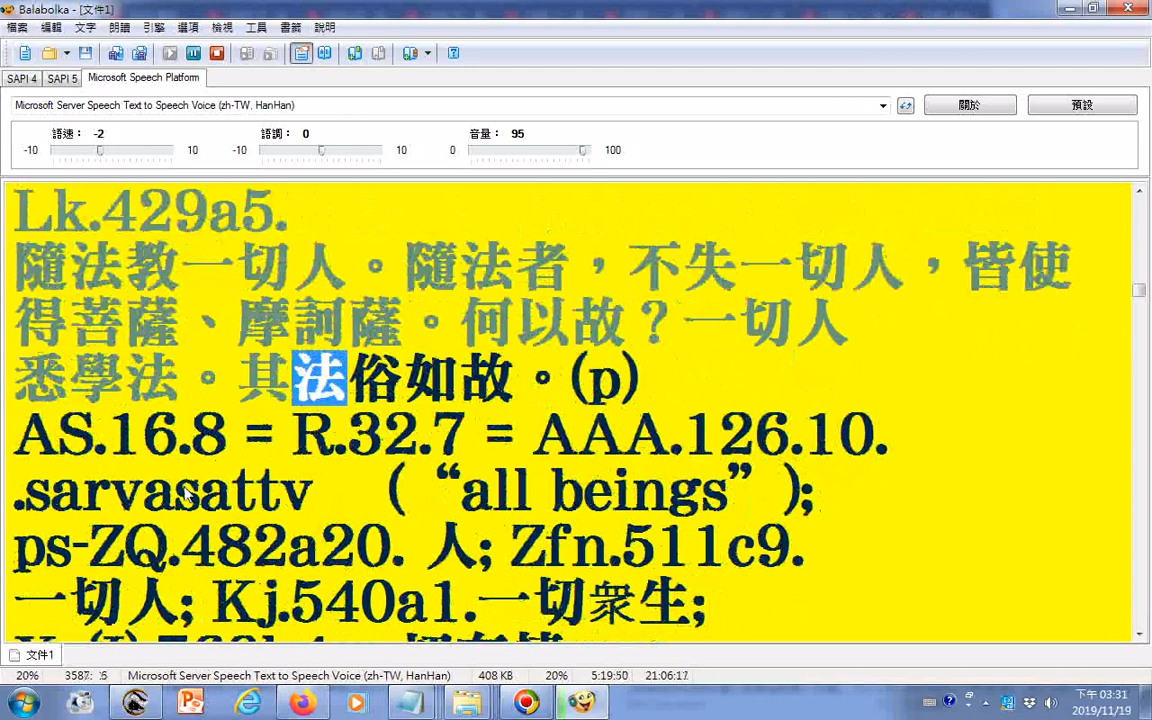 Balabolka - [文件1]
檔案 編輯 文字 朗讀 引擎 選項 檢視 工具 書籤 說明
SAPI 4 SAPI 5 Microsoft Speech Platform
Microsoft Server Speech Text to Speech Voice (zh-TW, HanHan)
關於 預設
語速： -2 語調： 0 音量： 95
-10 10 -10 10 0 100
Lk.429a5.
隨法教一切人。隨法者，不失一切人，皆使
得菩薩、摩訶薩。何以故？一切人
悉學法。其法俗如故。(p)
AS.16.8 = R.32.7 = AAA.126.10.
.sarvasattv (“all beings”);
ps-ZQ.482a20. 人; Zfn.511c9.
一切人; Kj.540a1.一切衆生;
文件1
20% Microsoft Server Speech Text to Speech Voice (zh-TW, HanHan) 408 KB 20% 5:19:50 21:06:17
下午 03:31
2019/11/19